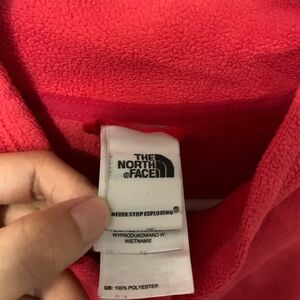 THE
NORTH
FACE
NEVER STOP EXPLORING®
WYPRODUKOWANO W
WIETNAMIE
GB: 100% POLYESTER